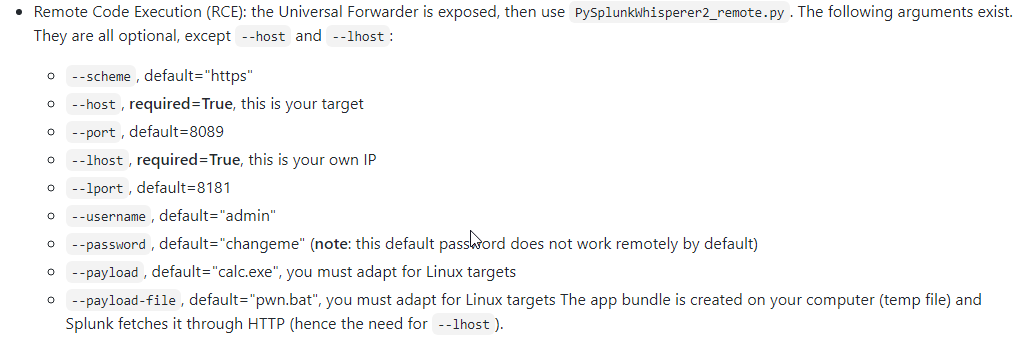 • Remote Code Execution (RCE): the Universal Forwarder is exposed, then use PySplunkWhisperer2_remote.py. The following arguments exist.
They are all optional, except --host and --lhost:
○ --scheme, default="https"
○ --host, required=True, this is your target
○ --port, default=8089
○ --lhost, required=True, this is your own IP
○ --lport, default=8181
○ --username, default="admin"
○ --password, default="changeme" (note: this default password does not work remotely by default)
○ --payload, default="calc.exe", you must adapt for Linux targets
○ --payload-file, default="pwn.bat", you must adapt for Linux targets The app bundle is created on your computer (temp file) and
Splunk fetches it through HTTP (hence the need for --lhost).